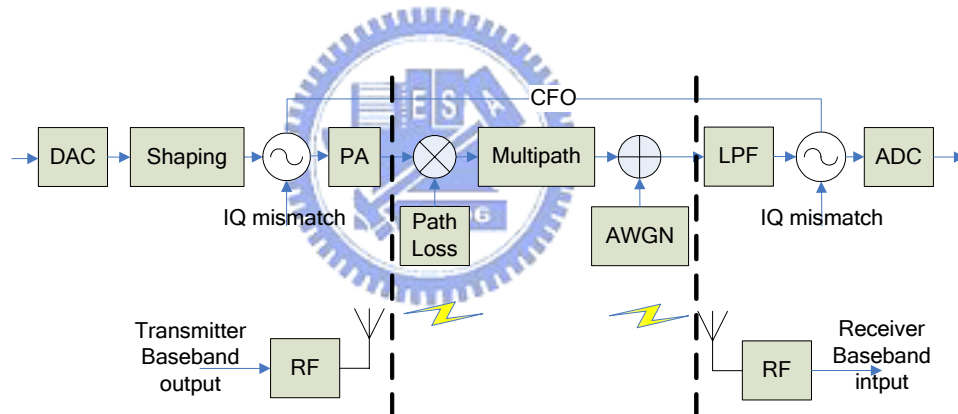 CFO
DAC
Shaping
PA
Multipath
LPF
ADC
IQ mismatch
Path
Loss
AWGN
IQ mismatch
E S A
96
Transmitter
Baseband
output
RF
RF
Receiver
Baseband
intput